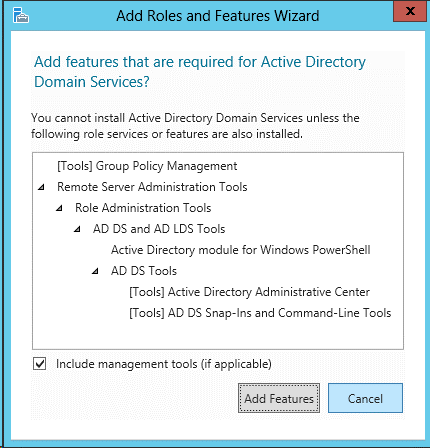 Add Roles and Features Wizard
x
Add features that are required for Active Directory
Domain Services?
You cannot install Active Directory Domain Services unless the
following role services or features are also installed.
[Tools] Group Policy Management
Remote Server Administration Tools
Role Administration Tools
AD DS and AD LDS Tools
Active Directory module for Windows PowerShell
AD DS Tools
[Tools] Active Directory Administrative Center
[Tools] AD DS Snap-Ins and Command-Line Tools
Include management tools (if applicable)
Add Features
Cancel